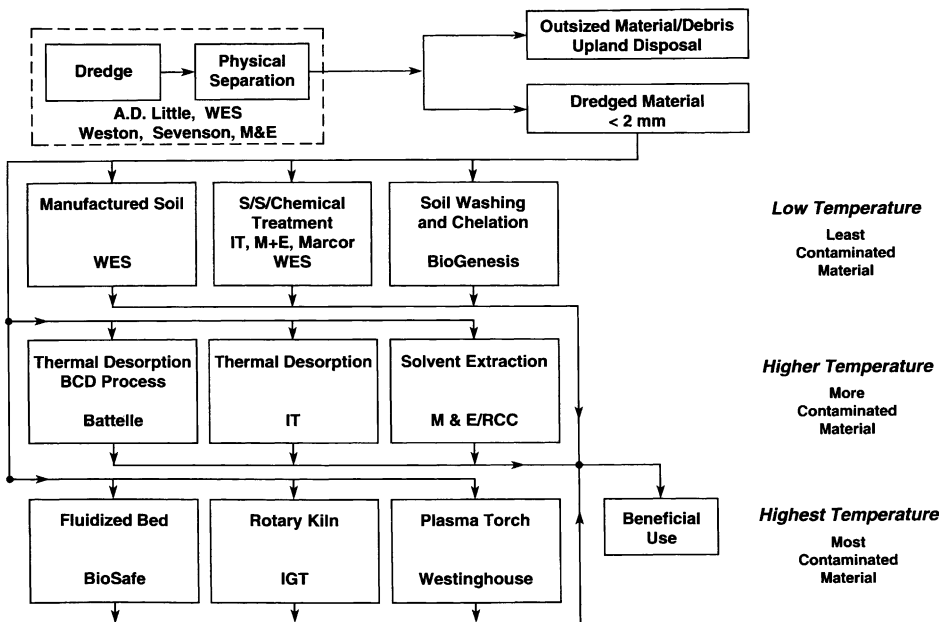 Dredge
Physical
Separation
A.D. Little, WES
Weston, Sevenson, M&E
Outsized Material/Debris
Upland Disposal
Dredged Material
< 2 mm
Manufactured Soil
WES
S/S/Chemical
Treatment
IT, M+E, Marcor
WES
Soil Washing
and Chelation
BioGenesis
Low Temperature
Least
Contaminated
Material
Thermal Desorption
BCD Process
Battelle
Thermal Desorption
IT
Solvent Extraction
M & E/RCC
Higher Temperature
More
Contaminated
Material
Fluidized Bed
BioSafe
Rotary Kiln
IGT
Plasma Torch
Westinghouse
Beneficial
Use
Highest Temperature
Most
Contaminated
Material